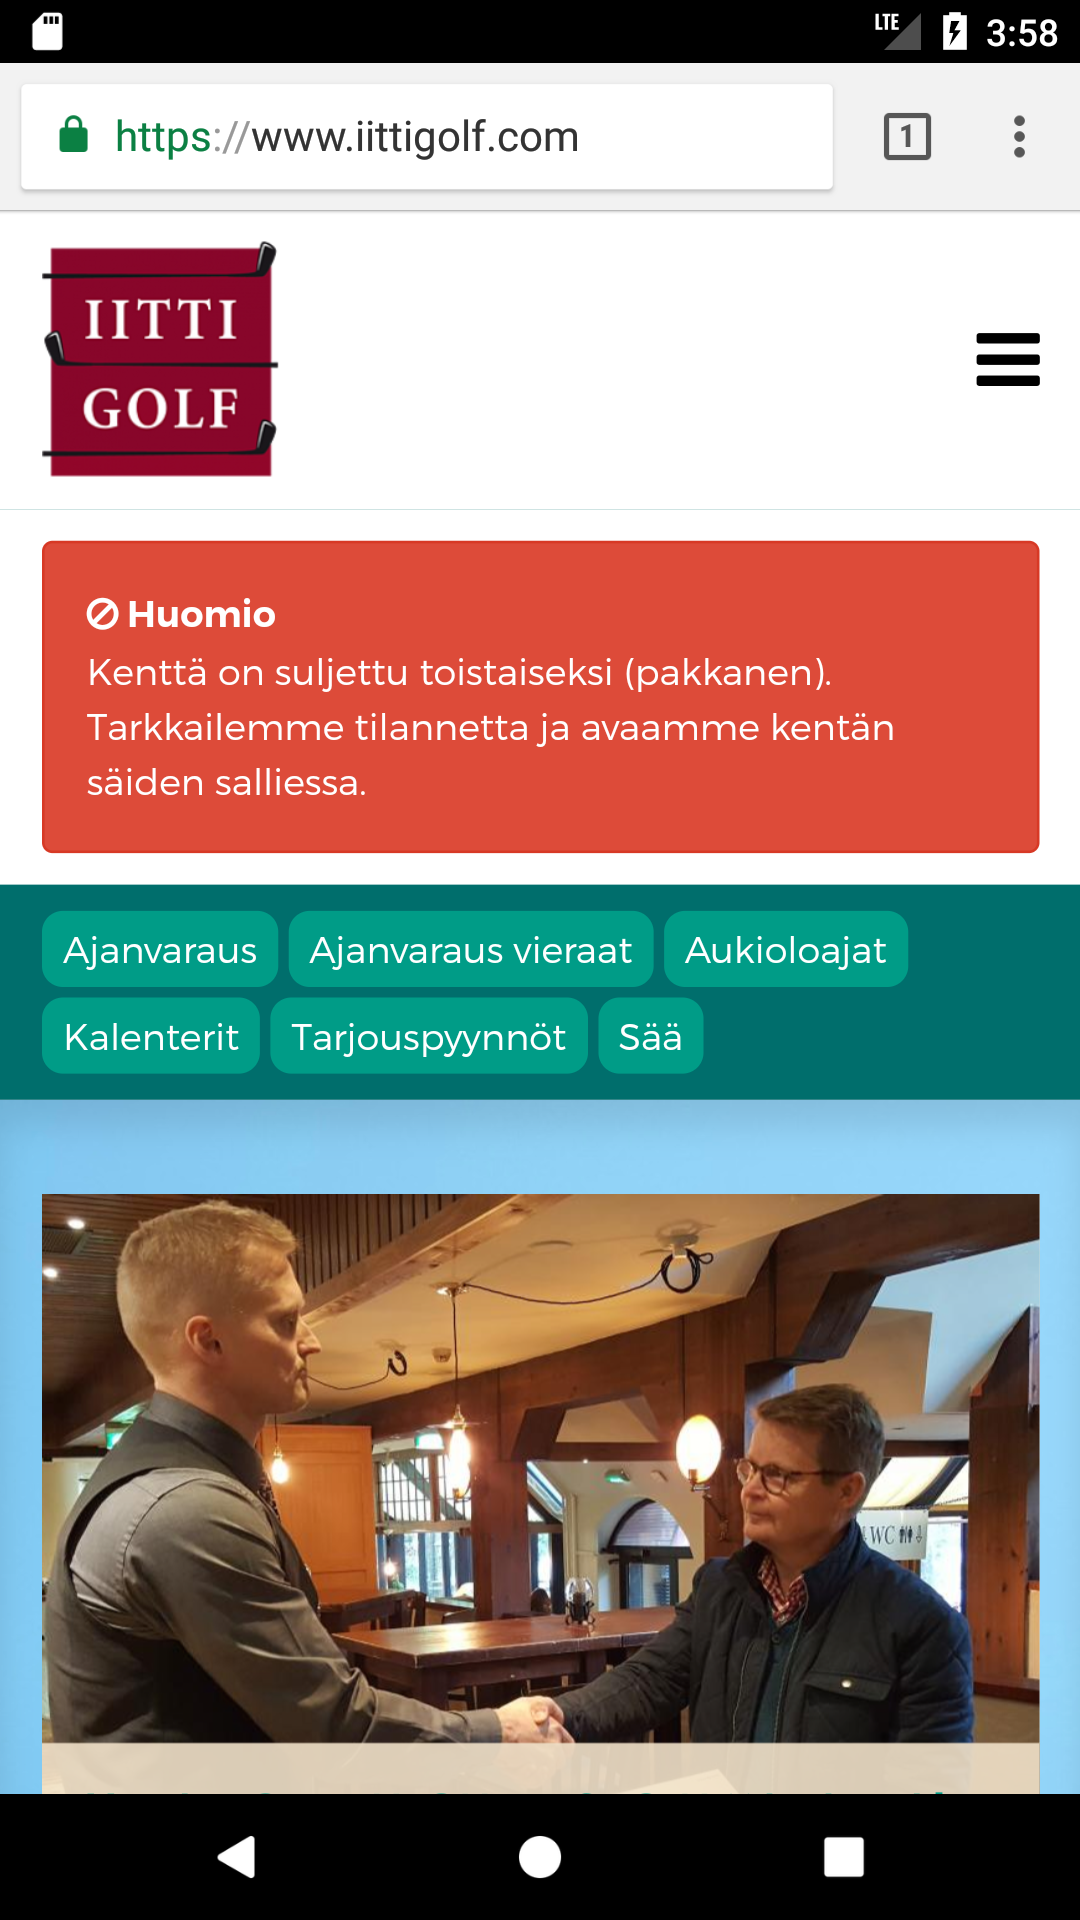 LTE 3:58
https://www.iittigolf.com 1
IITTI
GOLF
Huomio
Kenttä on suljettu toistaiseksi (pakkanen).
Tarkkailemme tilannetta ja avaamme kentän
säiden salliessa.
Ajanvaraus Ajanvaraus vieraat Aukioloajat
Kalenterit Tarjouspyynnöt Sää
WC